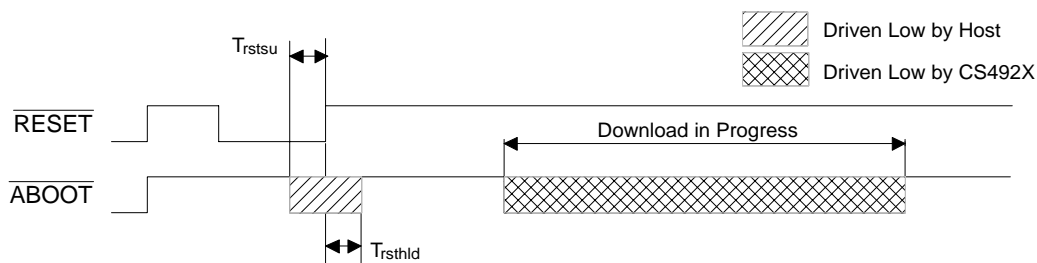 Trstsu
Driven Low by Host
Driven Low by CS492X
RESET
Download in Progress
ABOOT
Trsthld